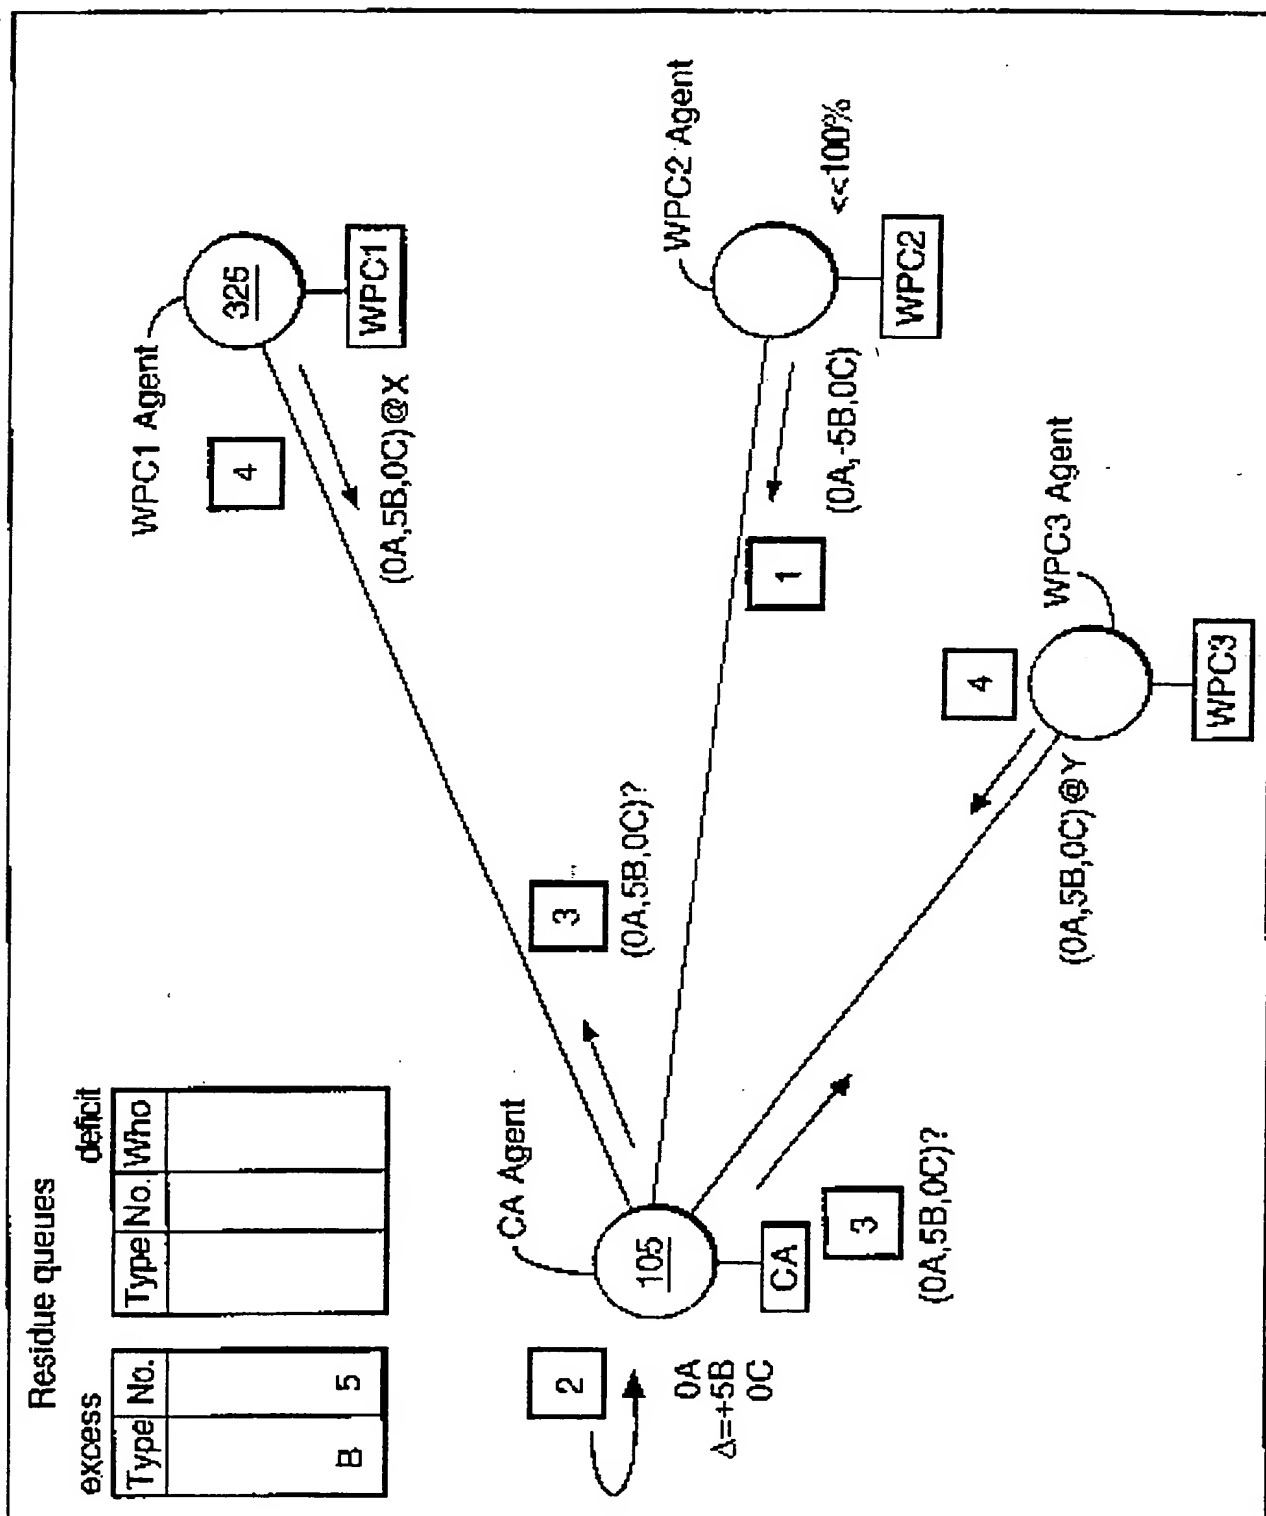 Residue queues
excess
deficit
Type No.
B 5
Type No. Who
2
0A
Δ=+5B
0C
CA Agent
105
CA
3
(0A,5B,0C)?
3
(0A,5B,0C)?
WPC1 Agent
4
325
WPC1
(0A,5B,0C)@X
WPC2 Agent
<<100%
WPC2
(0A,-5B,0C)
1
WPC3 Agent
4
WPC3
(0A,5B,0C)@Y